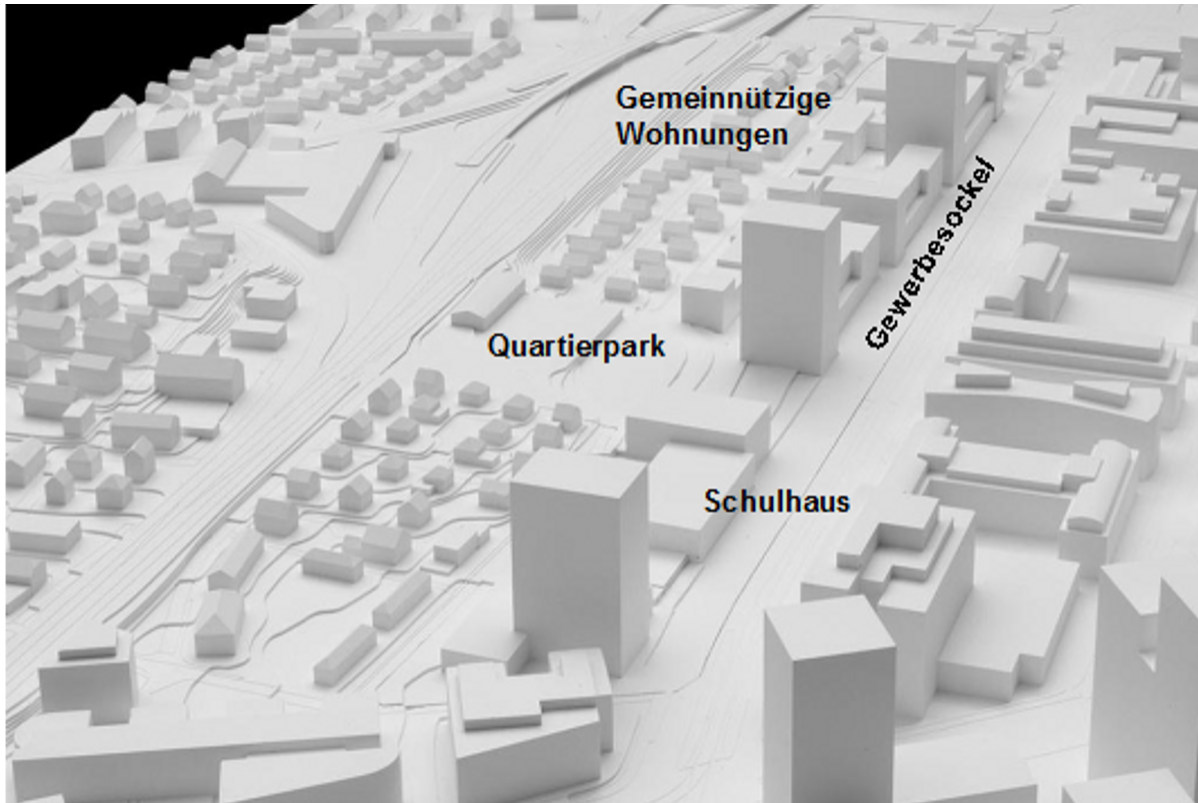 Gemeinnützige
Wohnungen
Gewerbesockel
Quartierpark
Schulhaus